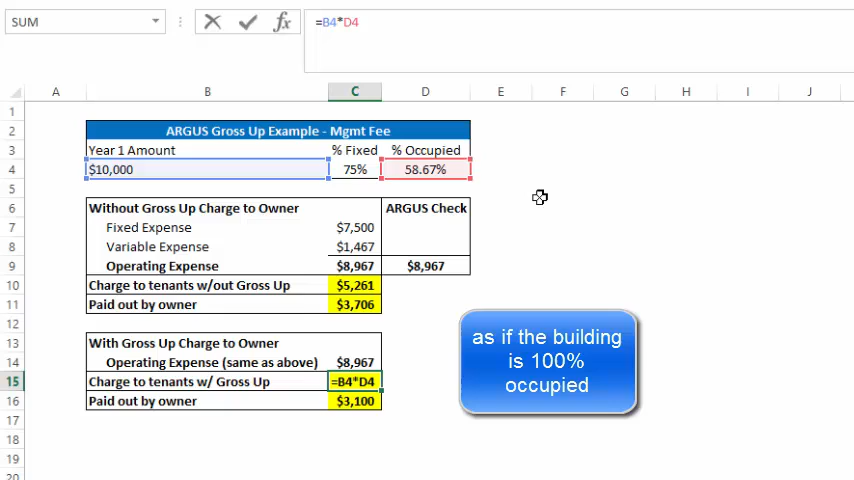 SUM
=B4*D4
A B C D E F G H I J
1
2 ARGUS Gross Up Example - Mgmt Fee
3 Year 1 Amount % Fixed % Occupied
4 $10,000 75% 58.67%
5
6 Without Gross Up Charge to Owner ARGUS Check
7 Fixed Expense $7,500
8 Variable Expense $1,467
9 Operating Expense $8,967 $8,967
10 Charge to tenants w/out Gross Up $5,261
11 Paid out by owner $3,706
12
13 With Gross Up Charge to Owner
14 Operating Expense (same as above) $8,967
15 Charge to tenants w/ Gross Up =B4*D4
16 Paid out by owner $3,100
17
18
19
20
as if the building
is 100%
occupied